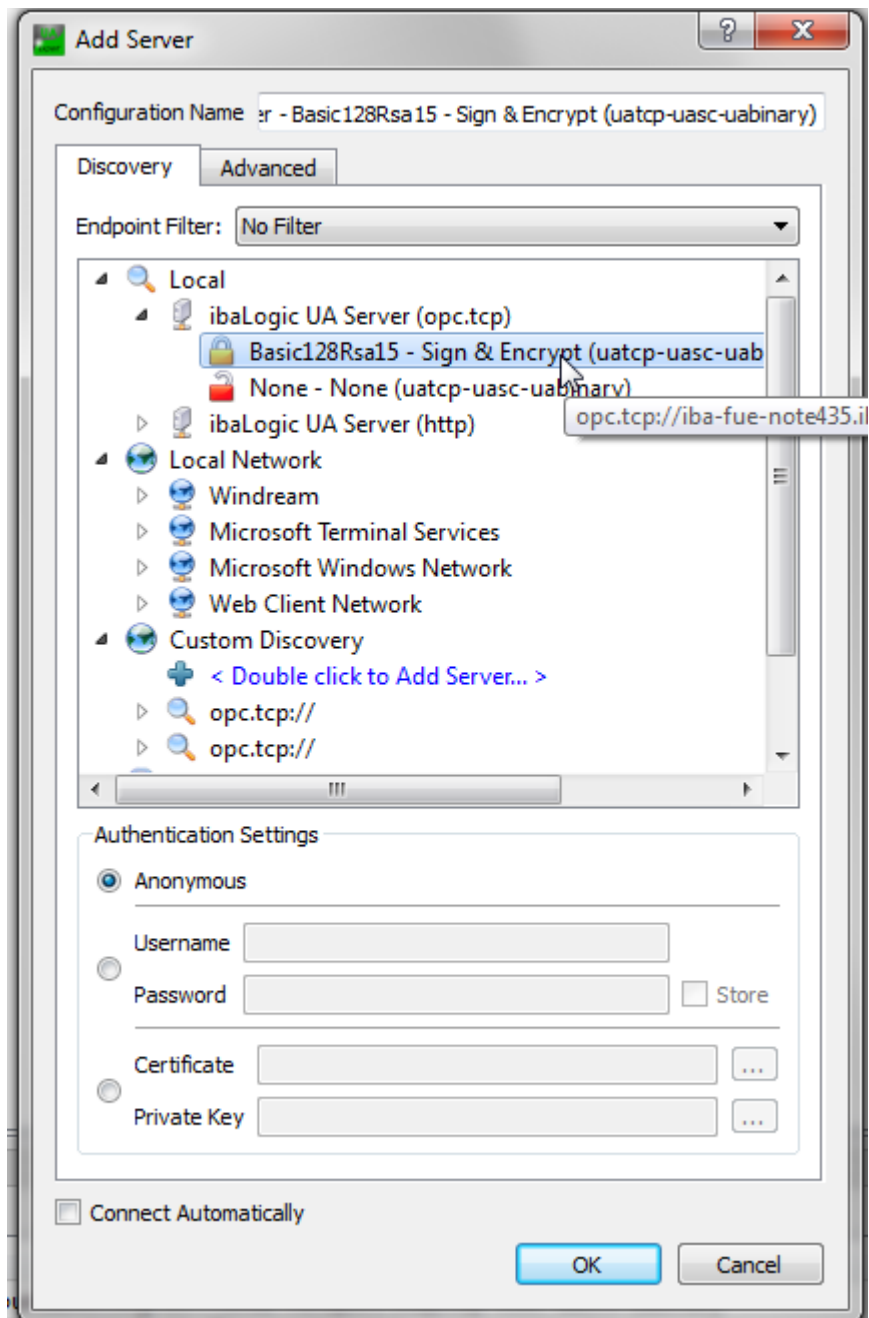 Add Server
Configuration Name er - Basic128Rsa15 - Sign & Encrypt (uatcp-uasc-uabinary)
Discovery Advanced
Endpoint Filter: No Filter
Local
ibaLogic UA Server (opc.tcp)
Basic128Rsa15 - Sign & Encrypt (uatcp-uasc-uab
None - None (uatcp-uasc-uabinary)
opc.tcp://iba-fue-note435.il
ibaLogic UA Server (http)
Local Network
Windream
Microsoft Terminal Services
Microsoft Windows Network
Web Client Network
Custom Discovery
< Double click to Add Server... >
opc.tcp://
opc.tcp://
Authentication Settings
Anonymous
Username
Password Store
Certificate ...
Private Key ...
Connect Automatically
OK Cancel